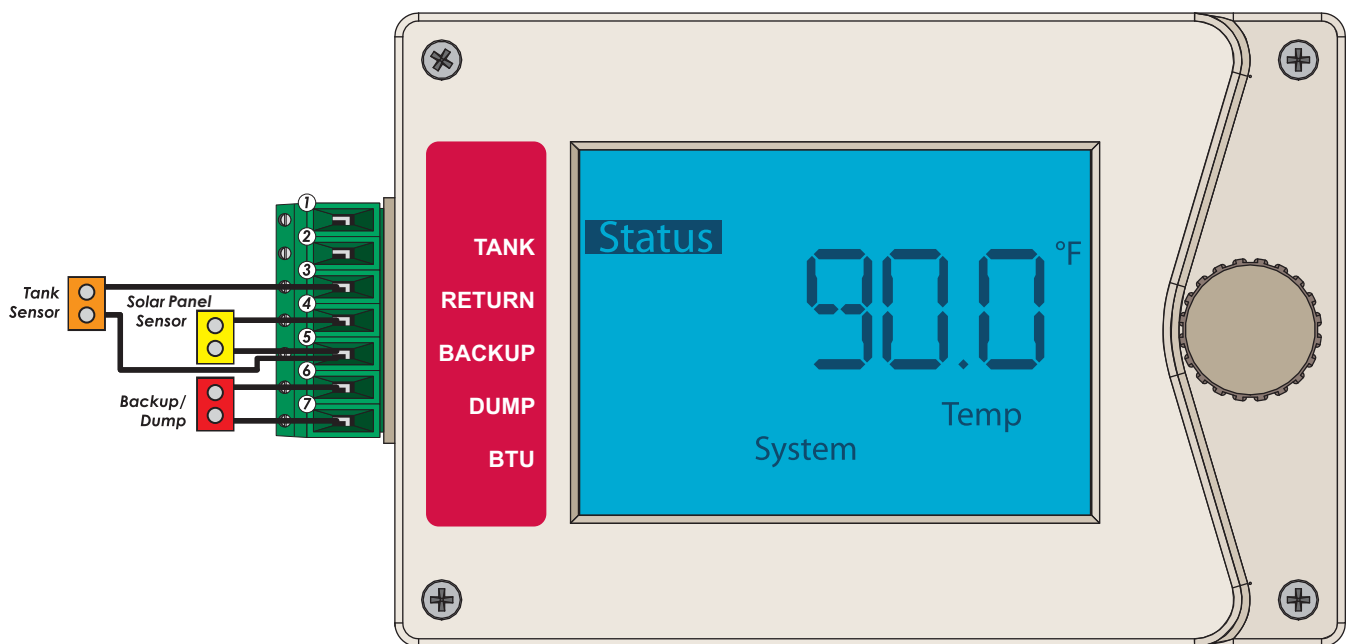 Tank
Sensor
Solar Panel
Sensor
Backup/
Dump
1
2
3
4
5
6
7
TANK
RETURN
BACKUP
DUMP
BTU
Status
90.0 °F
Temp
System